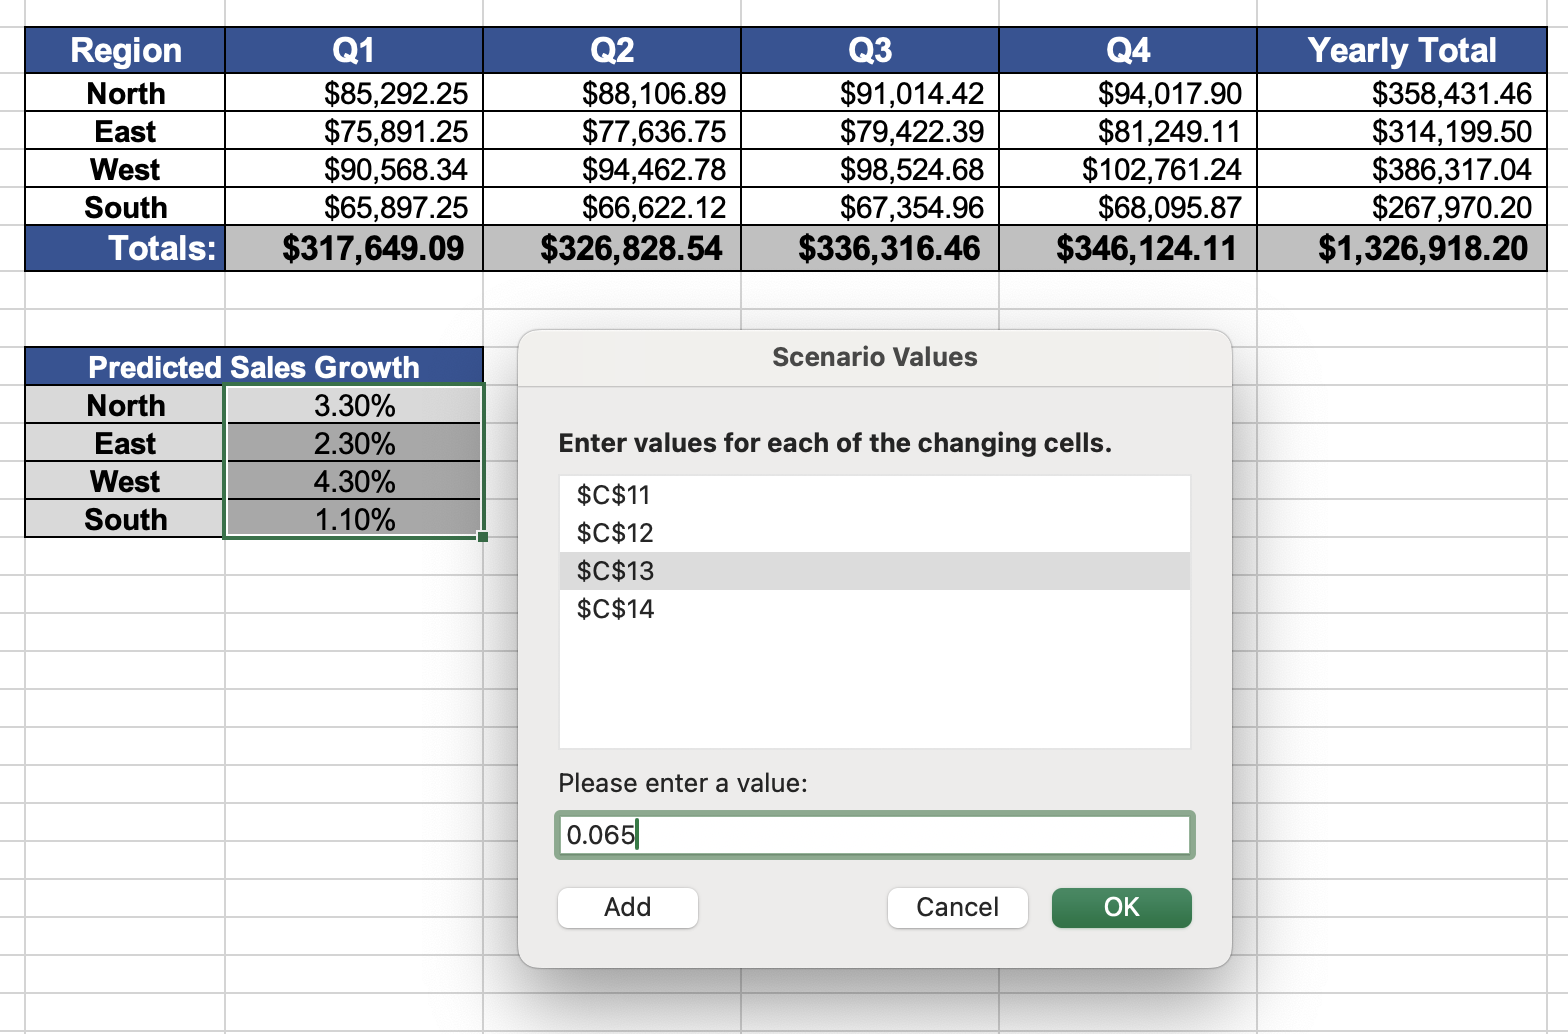 Region Q1 Q2 Q3 Q4 Yearly Total
North $85,292.25 $88,106.89 $91,014.42 $94,017.90 $358,431.46
East $75,891.25 $77,636.75 $79,422.39 $81,249.11 $314,199.50
West $90,568.34 $94,462.78 $98,524.68 $102,761.24 $386,317.04
South $65,897.25 $66,622.12 $67,354.96 $68,095.87 $267,970.20
Totals: $317,649.09 $326,828.54 $336,316.46 $346,124.11 $1,326,918.20
Predicted Sales Growth
North 3.30%
East 2.30%
West 4.30%
South 1.10%
Scenario Values
Enter values for each of the changing cells.
$C$11
$C$12
$C$13
$C$14
Please enter a value:
0.065
Add Cancel OK